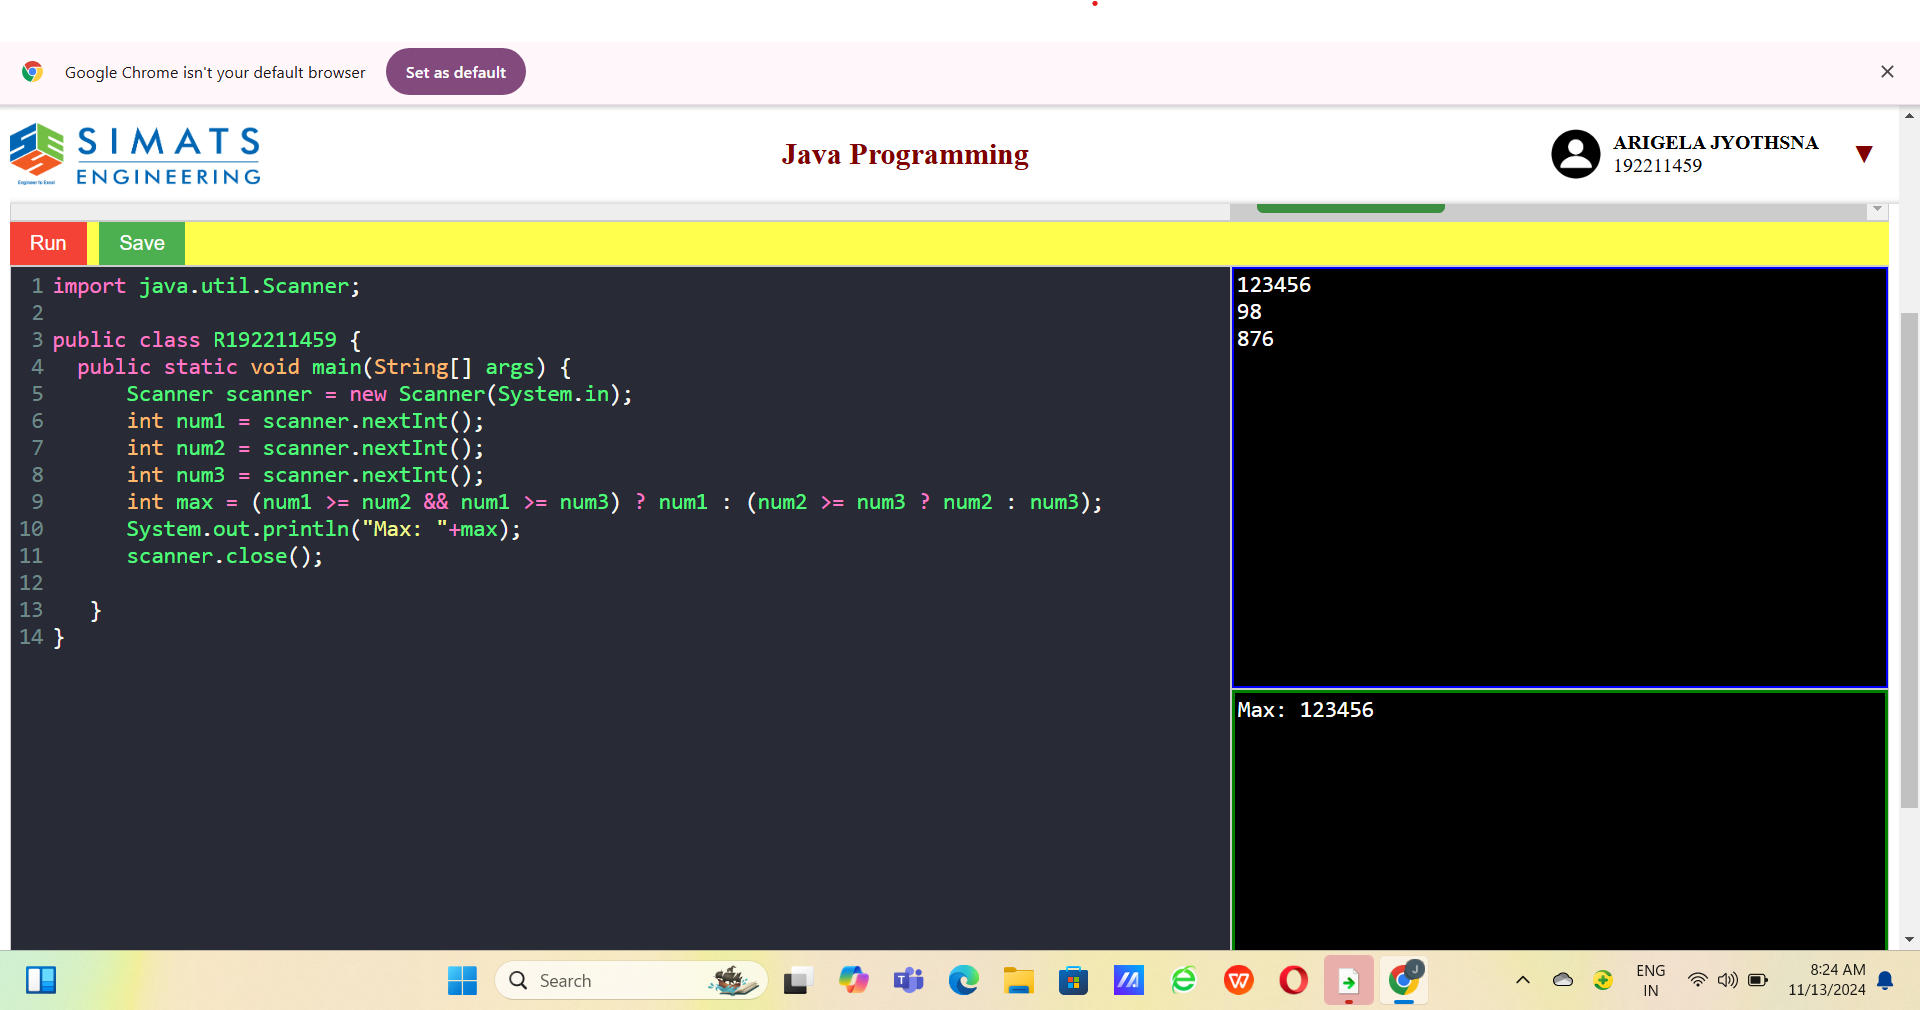 Google Chrome isn't your default browser
Set as default
SIMATS
ENGINEERING
Engineer to Excel
Java Programming
ARIGELA JYOTHSNA
192211459
Run
Save
1 import java.util.Scanner;
2
3 public class R192211459 {
4   public static void main(String[] args) {
5       Scanner scanner = new Scanner(System.in);
6       int num1 = scanner.nextInt();
7       int num2 = scanner.nextInt();
8       int num3 = scanner.nextInt();
9       int max = (num1 >= num2 && num1 >= num3) ? num1 : (num2 >= num3 ? num2 : num3);
10       System.out.println("Max: "+max);
11       scanner.close();
12
13    }
14 }
123456
98
876
Max: 123456
Search
ENG
IN
8:24 AM
11/13/2024